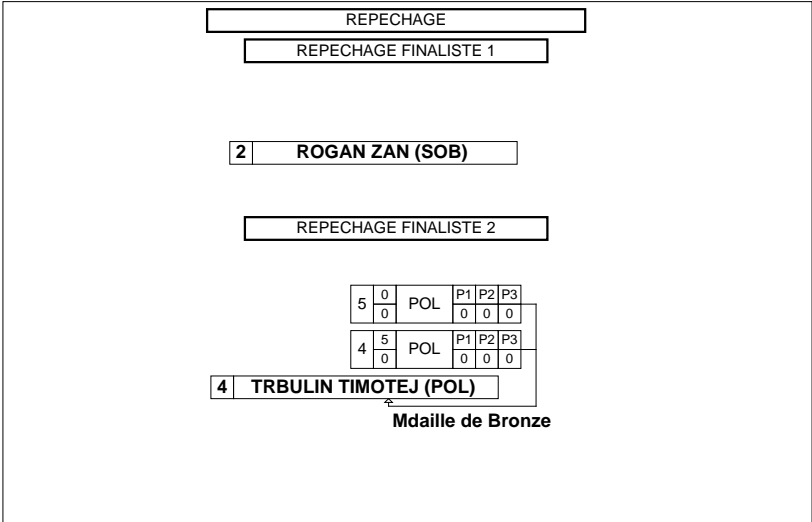 REPECHAGE
REPECHAGE FINALISTE 1
2 ROGAN ZAN (SOB)
REPECHAGE FINALISTE 2
5 0 0 POL P1 P2 P3 0 0 0
4 5 0 POL P1 P2 P3 0 0 0
4 TRBULIN TIMOTEJ (POL)
Mdaille de Bronze